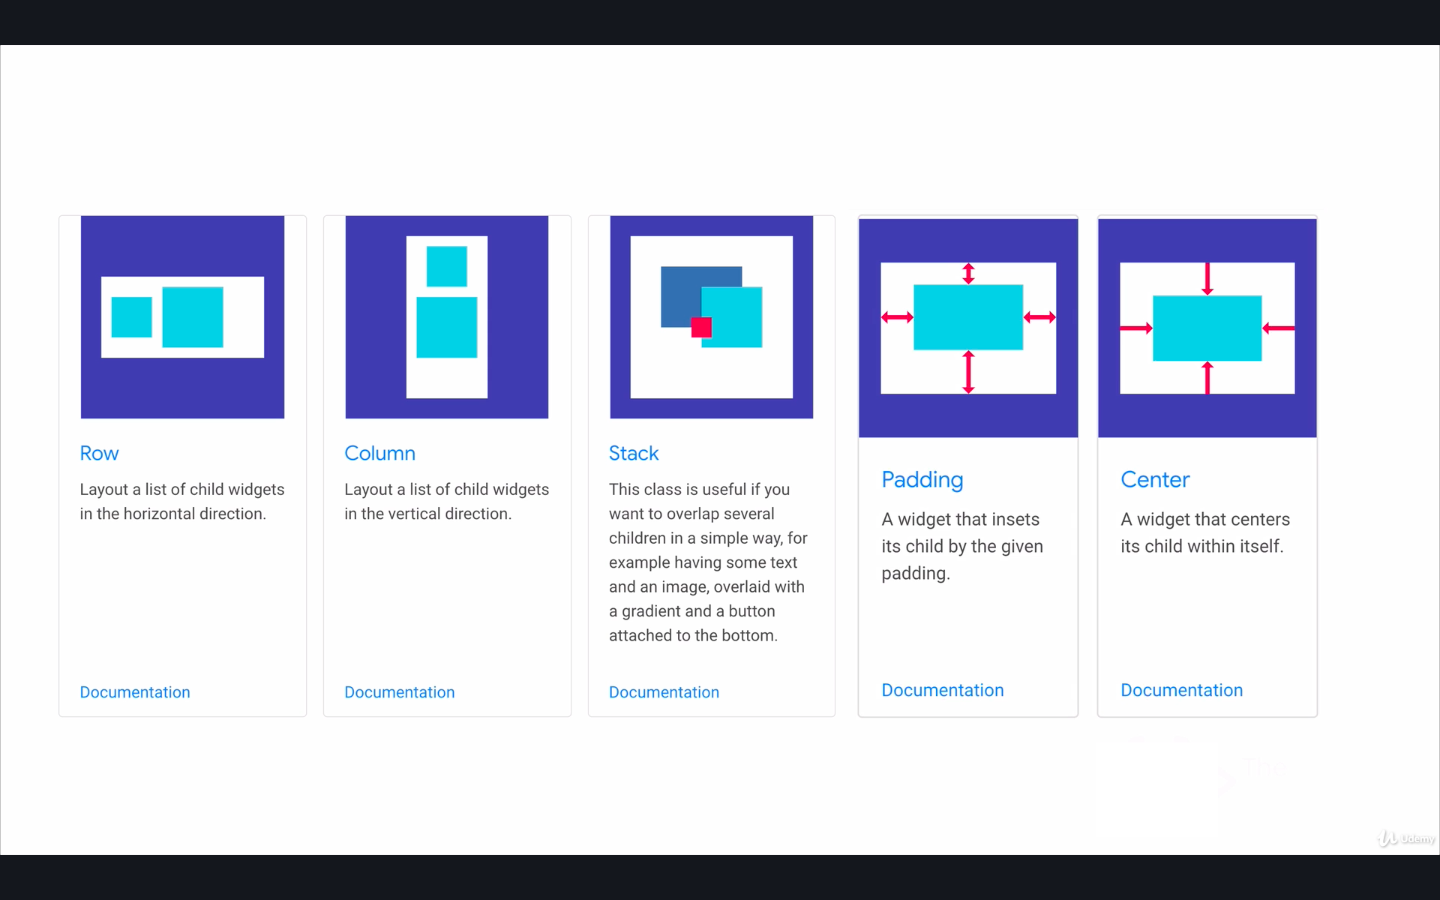 Row
Layout a list of child widgets
in the horizontal direction.
Documentation
Column
Layout a list of child widgets
in the vertical direction.
Documentation
Stack
This class is useful if you
want to overlap several
children in a simple way, for
example having some text
and an image, overlaid with
a gradient and a button
attached to the bottom.
Documentation
Padding
A widget that insets
its child by the given
padding.
Documentation
Center
A widget that centers
its child within itself.
Documentation
Udemy